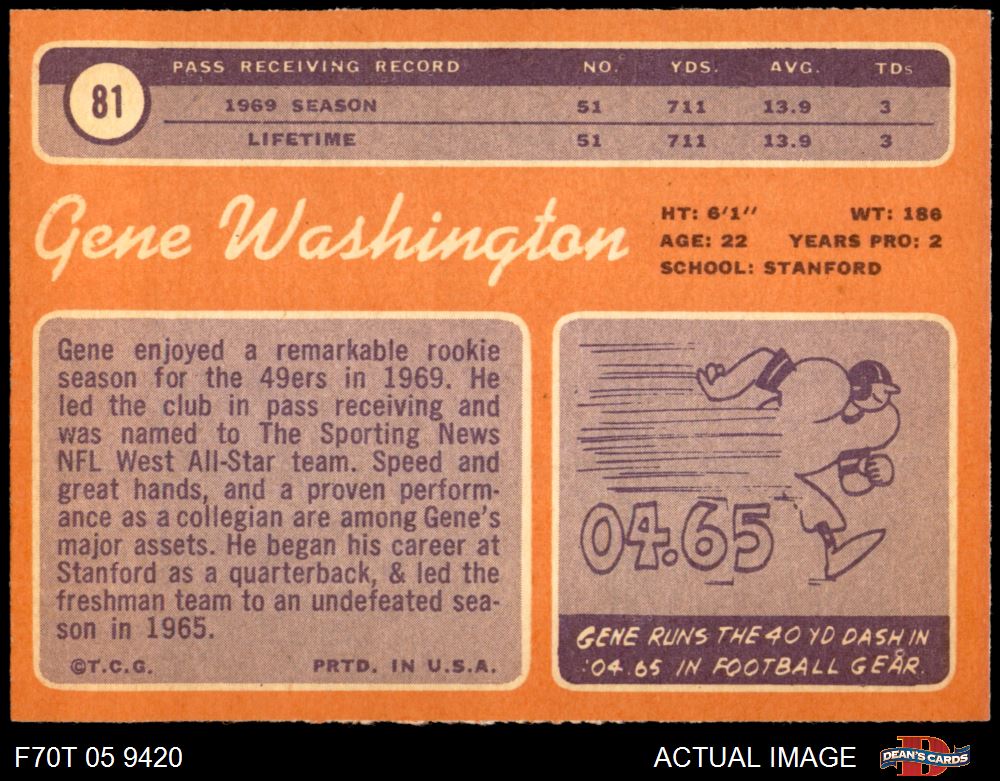 81
PASS RECEIVING RECORD NO. YDS. AVG. TDs
1969 SEASON 51 711 13.9 3
LIFETIME 51 711 13.9 3
Gene Washington
HT: 6'1" WT: 186
AGE: 22 YEARS PRO: 2
SCHOOL: STANFORD
Gene enjoyed a remarkable rookie
season for the 49ers in 1969. He
led the club in pass receiving and
was named to The Sporting News
NFL West All-Star team. Speed and
great hands, and a proven perform-
ance as a collegian are among Gene's
major assets. He began his career at
Stanford as a quarterback, & led the
freshman team to an undefeated sea-
son in 1965.
©T.C.G. PRTD. IN U.S.A.
04.65
GENE RUNS THE 40 YD DASH IN
:04.65 IN FOOTBALL GEAR.
F70T 05 9420 ACTUAL IMAGE DEAN'S CARDS